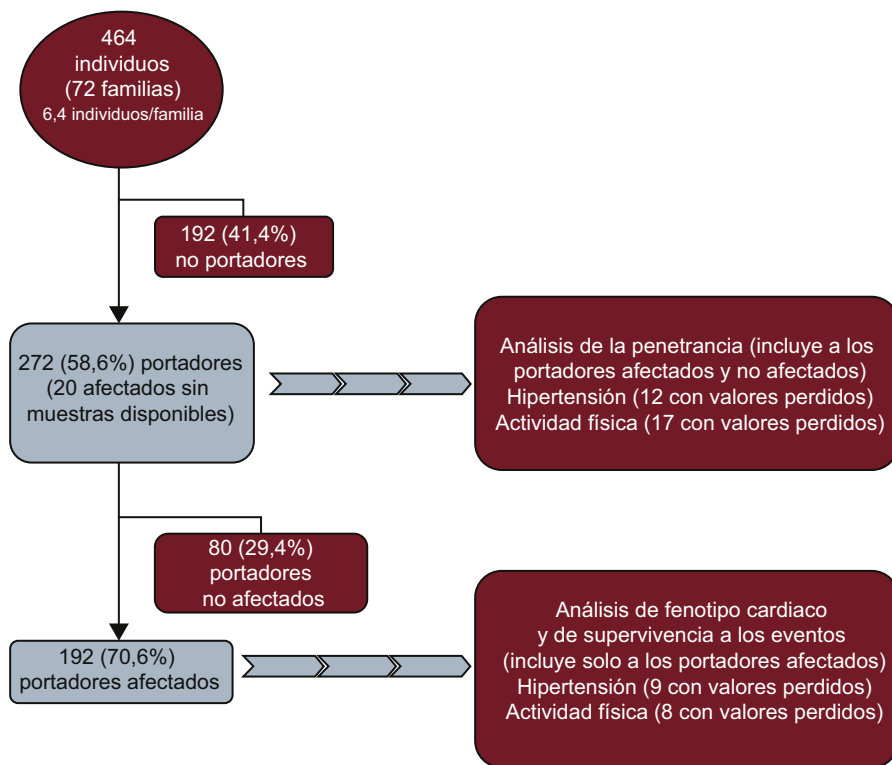 464
individuos
(72 familias)
6,4 individuos/familia
192 (41,4%)
no portadores
272 (58,6%) portadores
(20 afectados sin
muestras disponibles)
Análisis de la penetrancia (incluye a los
portadores afectados y no afectados)
Hipertensión (12 con valores perdidos)
Actividad física (17 con valores perdidos)
80 (29,4%)
portadores
no afectados
192 (70,6%)
portadores afectados
Análisis de fenotipo cardiaco
y de supervivencia a los eventos
(incluye solo a los portadores afectados)
Hipertensión (9 con valores perdidos)
Actividad física (8 con valores perdidos)